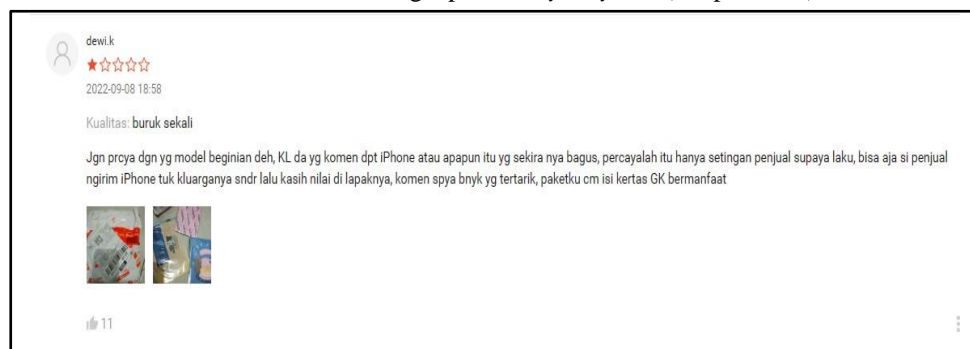 dewi.k
2022-09-08 18:58
Kualitas: buruk sekali
Jgn prcya dgn yg model beginian deh, KL da yg komen dpt iPhone atau apapun itu yg sekira nya bagus, percayalah itu hanya setingan penjual supaya laku, bisa aja si penjual
ngirim iPhone tuk kluarganya sndr lalu kasih nilai di lapaknya, komen spya bnyk yg tertarik, paketku cm isi kertas GK bermanfaat
11